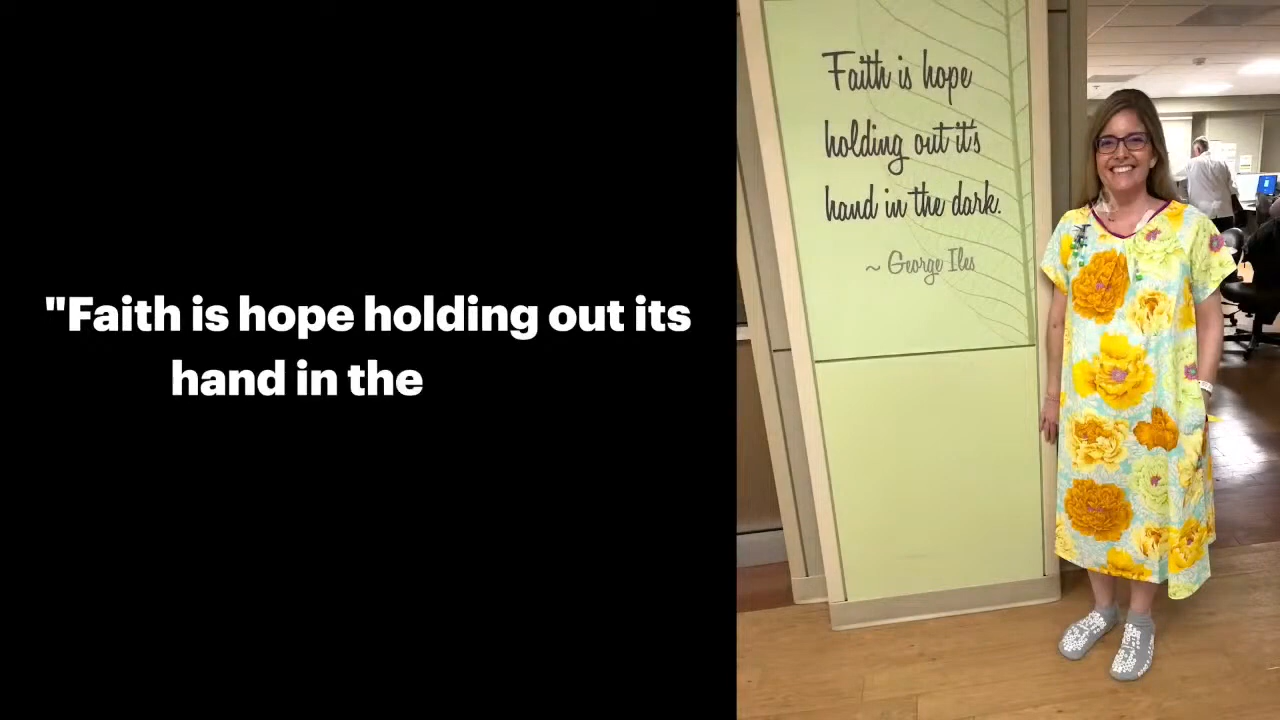 "Faith is hope holding out its
hand in the
Faith is hope
holding out it's
hand in the dark.
~ George Iles